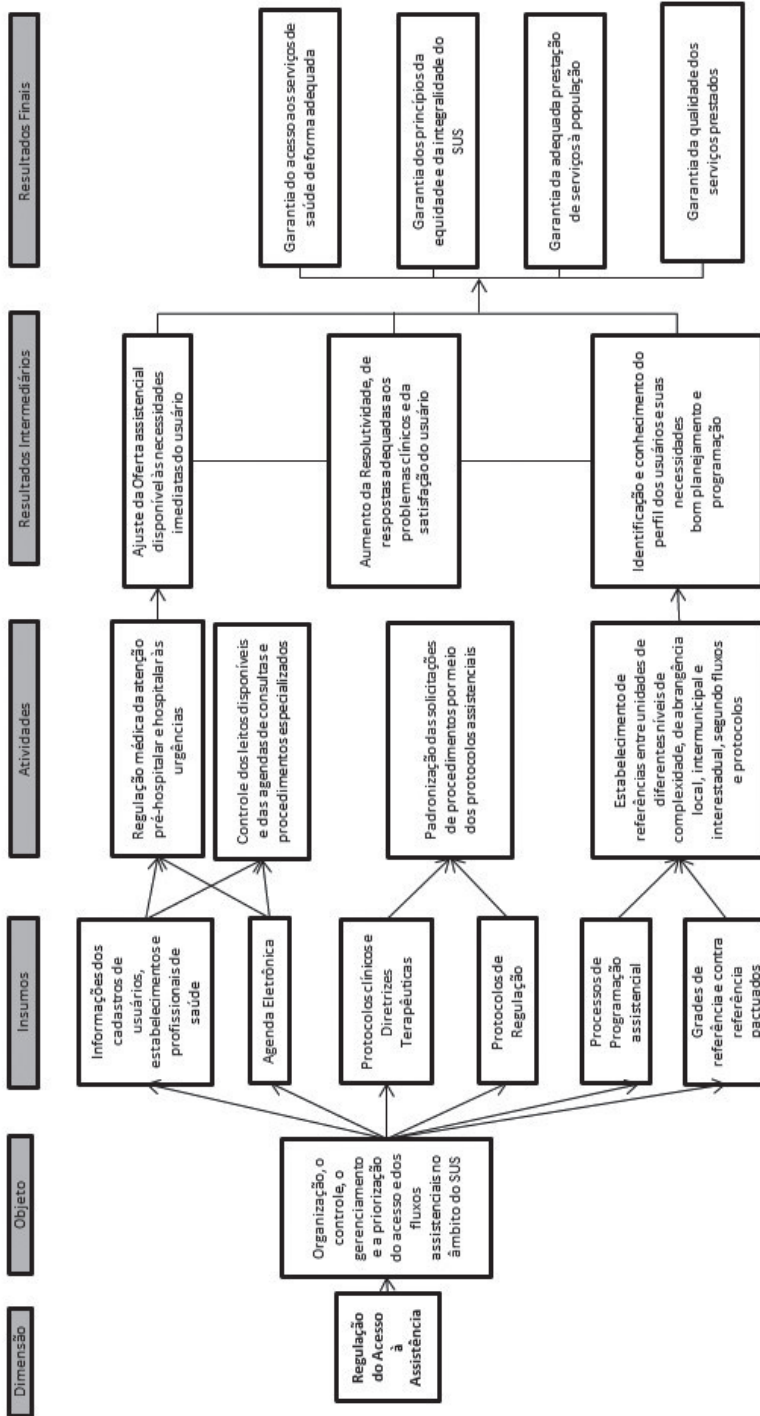 Dimensão
Objeto
Insumos
Atividades
Resultados Intermediários
Resultados Finais
Regulação
do Acesso
à
Assistência
Organização, o
controle, o
gerenciamento
e a priorização
do acesso e dos
fluxos
assistenciais no
âmbito do SUS
Informações dos
cadastros de
usuários,
estabelecimentos e
profissionais de
saúde
Agenda Eletrônica
Protocolos clínicos e
Diretrizes
Terapêuticas
Protocolos de
Regulação
Processos de
Programação
assistencial
Grades de
referência e contra
referência
pactuados
Regulação médica da atenção
pré-hospitalar e hospitalar às
urgências
Controle dos leitos disponíveis
e das agendas de consultas e
procedimentos especializados
Padronização das solicitações
de procedimentos por meio
dos protocolos assistenciais
Estabelecimento de
referências entre unidades de
diferentes níveis de
complexidade, de abrangência
local, intermunicipal e
interestadual, segundo fluxos
e protocolos
Ajuste da Oferta assistencial
disponível às necessidades
imediatas do usuário
Aumento da Resolutividade, de
respostas adequadas aos
problemas clínicos e da
satisfação do usuário
Identificação e conhecimento do
perfil dos usuários e suas
necessidades
bom planejamento e
programação
Garantia do acesso aos serviços de
saúde de forma adequada
Garantia dos princípios da
equidade e da integralidade do
SUS
Garantia da adequada prestação
de serviços à população
Garantia da qualidade dos
serviços prestados